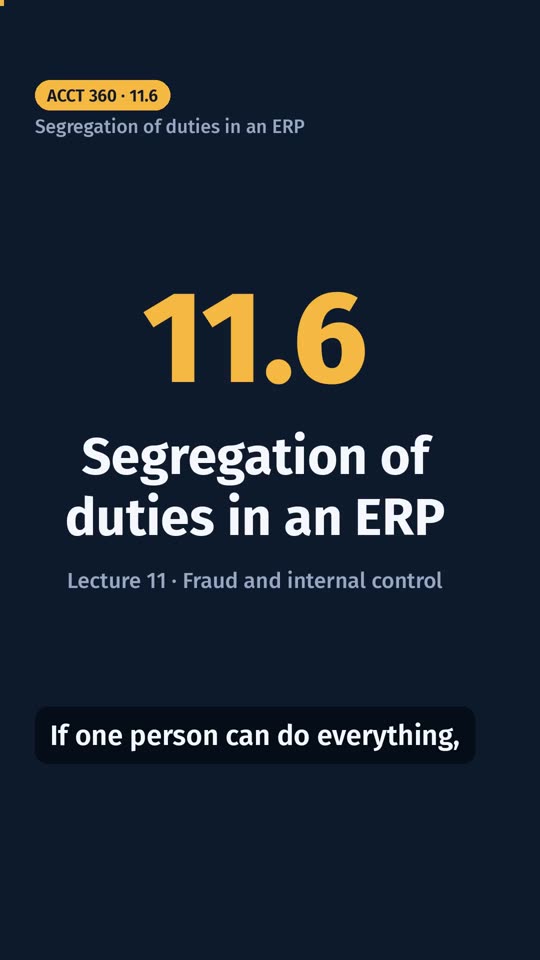 ACCT 360 · 11.6
Segregation of duties in an ERP
11.6
Segregation of
duties in an ERP
Lecture 11 · Fraud and internal control
If one person can do everything,